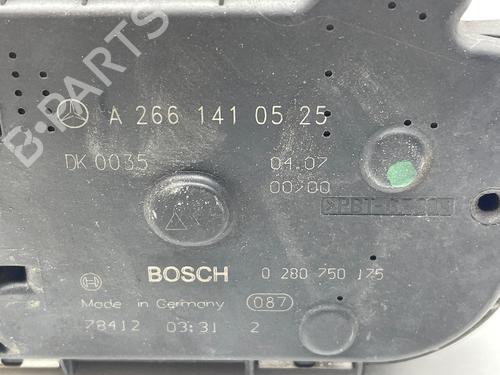 B-PARTS
A 266 141 05 25
DK 0035
04.07
00/00
BOSCH 0 280 750 175
Made in Germany 087
78412 03:31 2